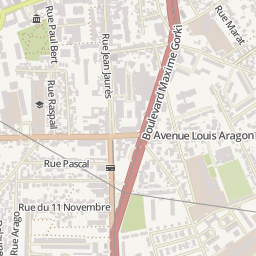 Rue Paul Bert
Rue Jean Jaurès
Boulevard Maxime Gorki
Rue Marat
Rue Raspail
Avenue Louis Aragon
Rue Pascal
Rue du 11 Novembre
Rue Arago